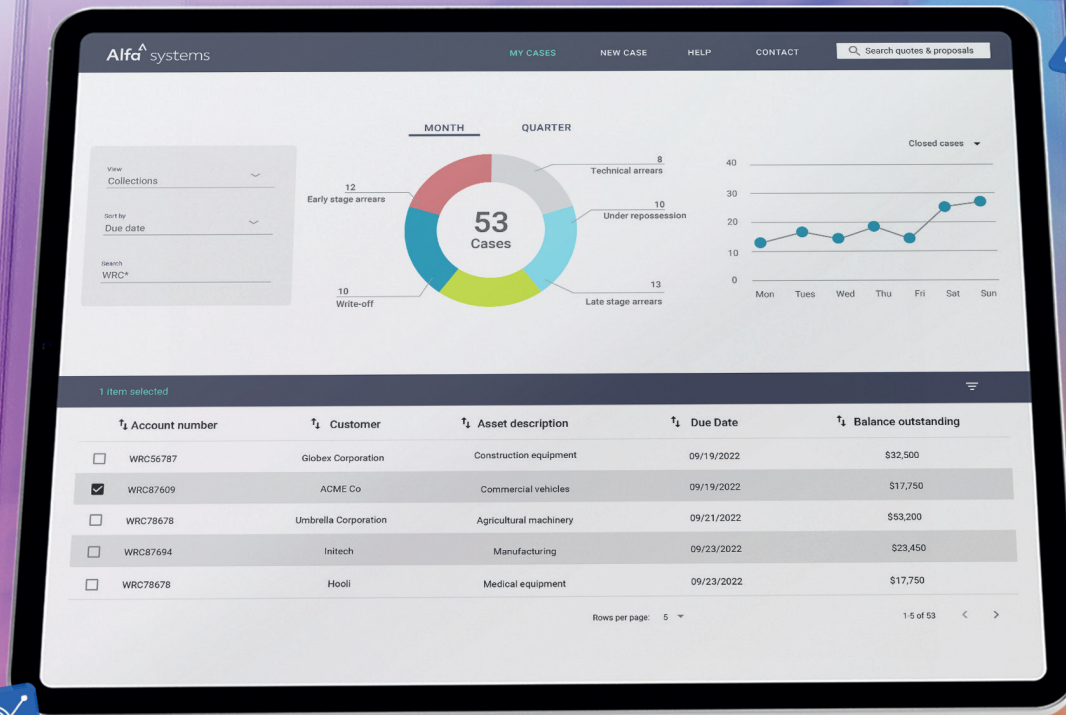 Alfa^ systems
MY CASES NEW CASE HELP CONTACT Search quotes & proposals
MONTH QUARTER
Closed cases
View
Collections
Sort by
Due date
Search
WRC*
12
Early stage arrears
8
Technical arrears
10
Under repossession
53
Cases
13
Late stage arrears
10
Write-off
40
30
20
10
0
Mon Tues Wed Thu Fri Sat Sun
1 item selected
Account number Customer Asset description Due Date Balance outstanding
WRC56787 Globex Corporation Construction equipment 09/19/2022 $32,500
WRC87609 ACME Co Commercial vehicles 09/19/2022 $17,750
WRC78678 Umbrella Corporation Agricultural machinery 09/21/2022 $53,200
WRC87694 Initech Manufacturing 09/23/2022 $23,450
WRC78678 Hooli Medical equipment 09/23/2022 $17,750
Rows per page: 5 1-5 of 53